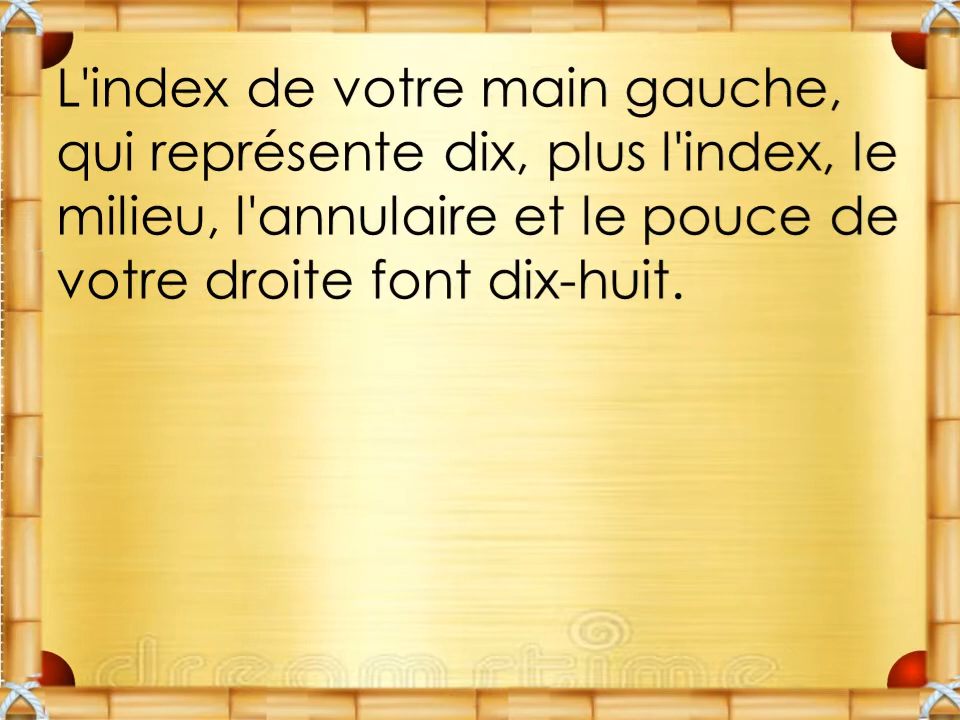 L'index de votre main gauche,
qui représente dix, plus l'index, le
milieu, l'annulaire et le pouce de
votre droite font dix-huit.
dreamstime